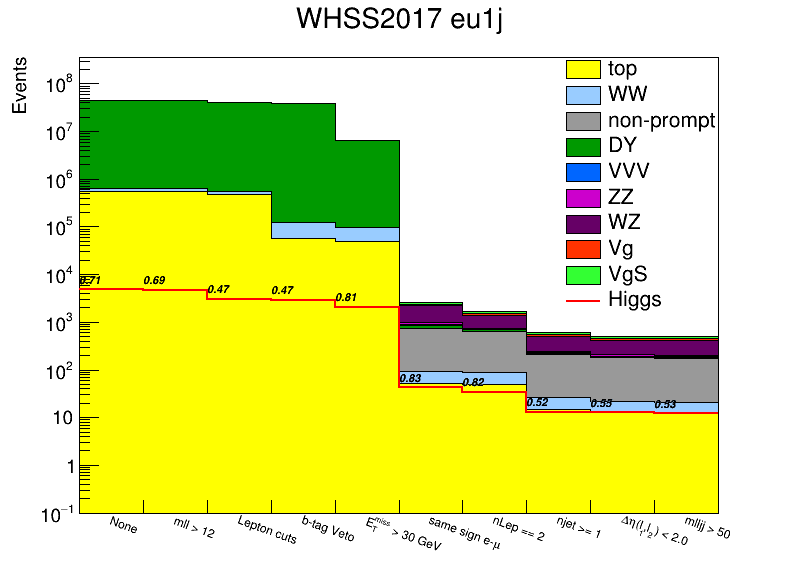 WHSS2017 eu1j
Events
10⁸
10⁷
10⁶
10⁵
10⁴
10³
10²
10
1
10⁻¹
top
WW
non-prompt
DY
VVV
ZZ
WZ
Vg
VgS
Higgs
0.71
0.69
0.47
0.47
0.81
0.83
0.82
0.52
0.55
0.53
None
mll > 12
Lepton cuts
b-tag Veto
E_T^miss > 30 GeV
same sign e-μ
nLep == 2
njet >= 1
Δη(l₁,l₂) < 2.0
mlljj > 50